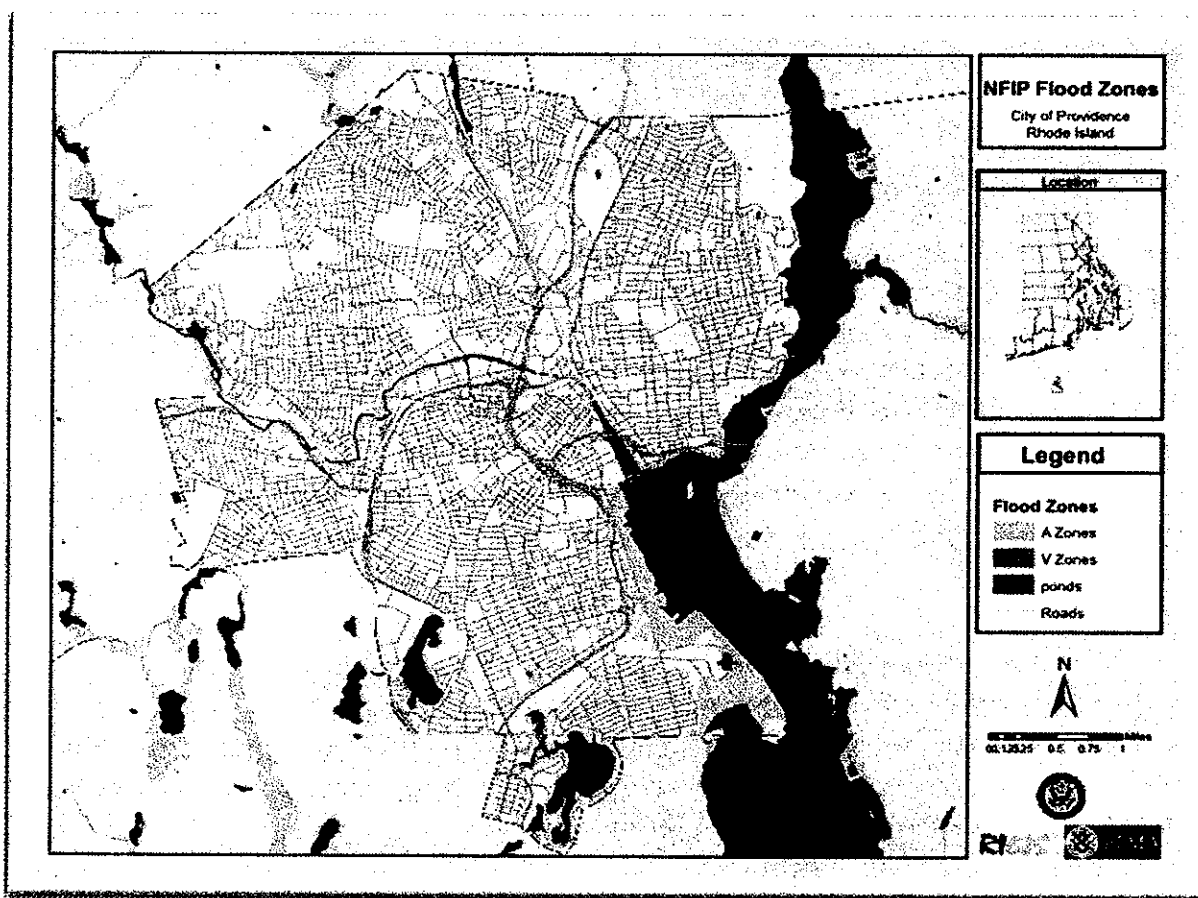 NFIP Flood Zones
City of Providence
Rhode Island
Location
Legend
Flood Zones
A Zones
V Zones
ponds
Roads
N
Miles
0.5 0.75 1
RI